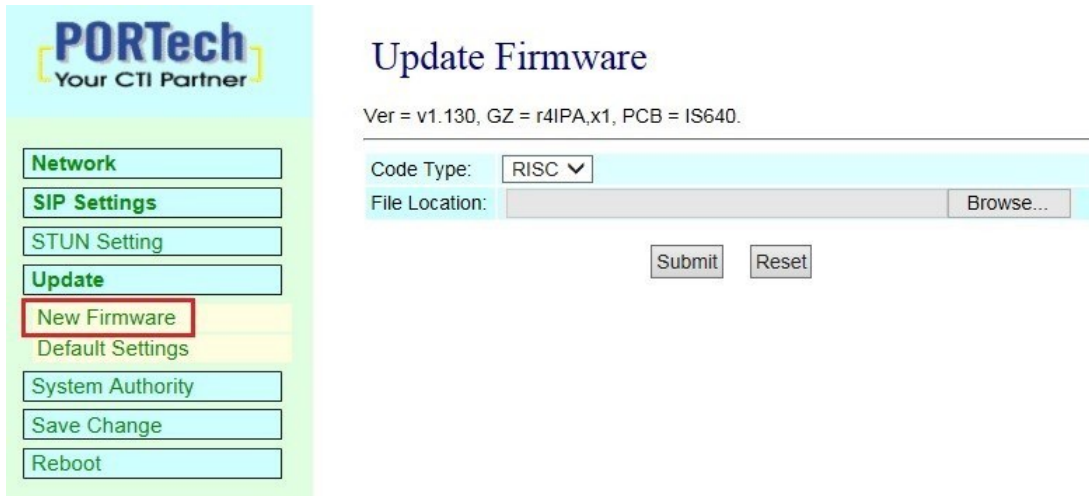 PORTech
Your CTI Partner
Network
SIP Settings
STUN Setting
Update
New Firmware
Default Settings
System Authority
Save Change
Reboot
Update Firmware
Ver = v1.130, GZ = r4IPA,x1, PCB = IS640.
Code Type: RISC
File Location: Browse...
Submit Reset